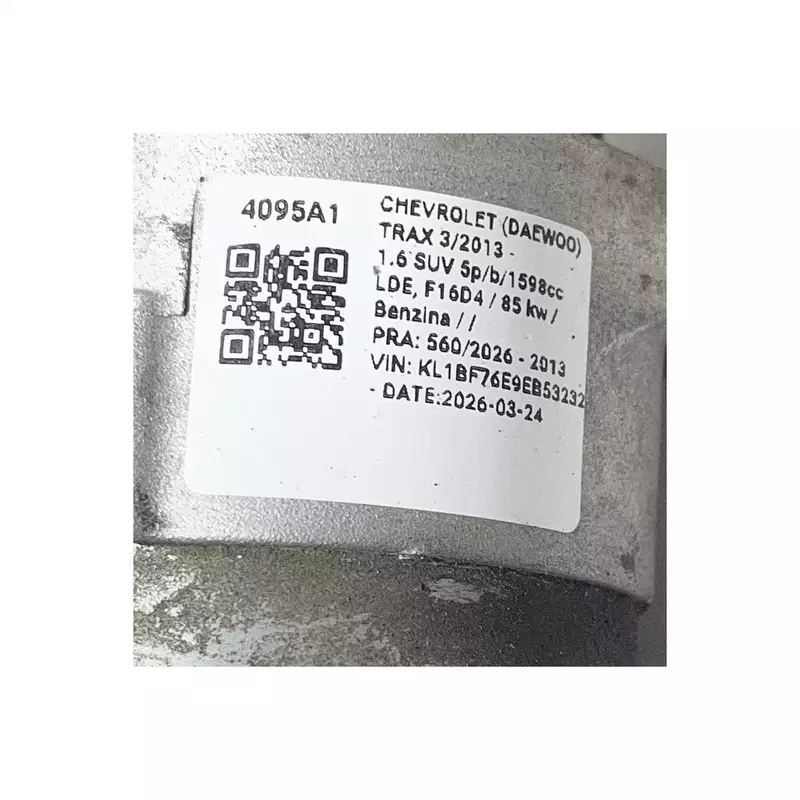 4095A1
CHEVROLET (DAEWOO)
TRAX 3/2013 -
1.6 SUV 5p/b/1598cc
LDE, F16D4 / 85 kw /
Benzina / /
PRA: 560/2026 - 2013
VIN: KL1BF76E9EB53232
- DATE:2026-03-24